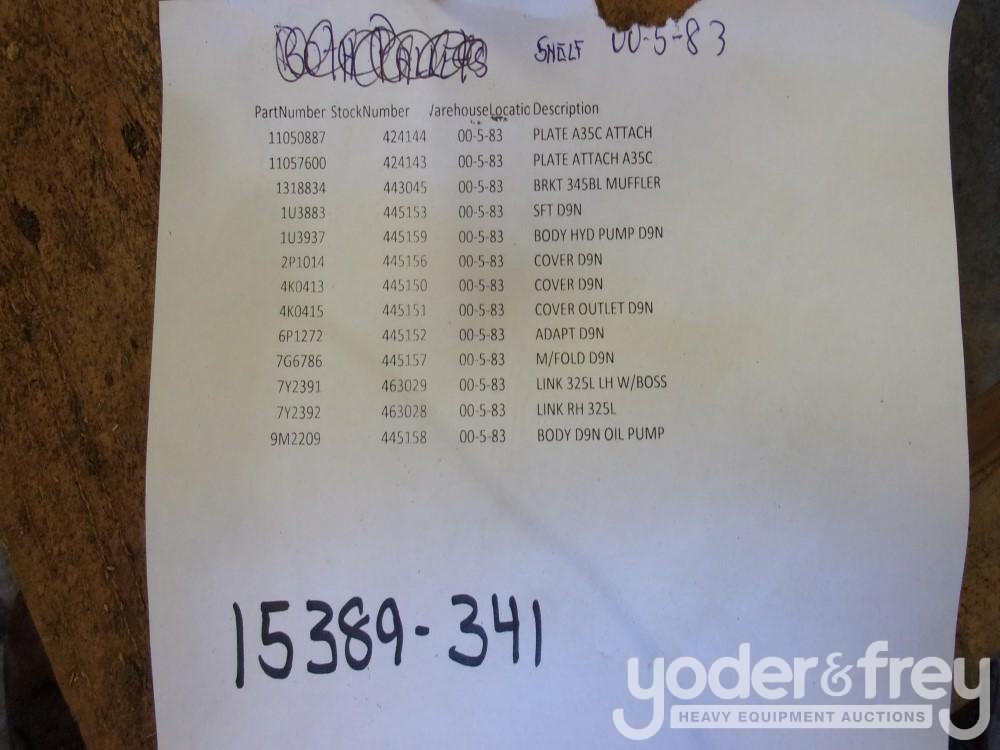 SHELF 00-5-83
PartNumber StockNumber /arehouseLocatio Description
11050887 424144 00-5-83 PLATE A35C ATTACH
11057600 424143 00-5-83 PLATE ATTACH A35C
1318834 443045 00-5-83 BRKT 345BL MUFFLER
1U3883 445153 00-5-83 SFT D9N
1U3937 445159 00-5-83 BODY HYD PUMP D9N
2P1014 445156 00-5-83 COVER D9N
4K0413 445150 00-5-83 COVER D9N
4K0415 445151 00-5-83 COVER OUTLET D9N
6P1272 445152 00-5-83 ADAPT D9N
7G6786 445157 00-5-83 M/FOLD D9N
7Y2391 463029 00-5-83 LINK 325L LH W/BOSS
7Y2392 463028 00-5-83 LINK RH 325L
9M2209 445158 00-5-83 BODY D9N OIL PUMP
15389-341
yoder&frey
HEAVY EQUIPMENT AUCTIONS